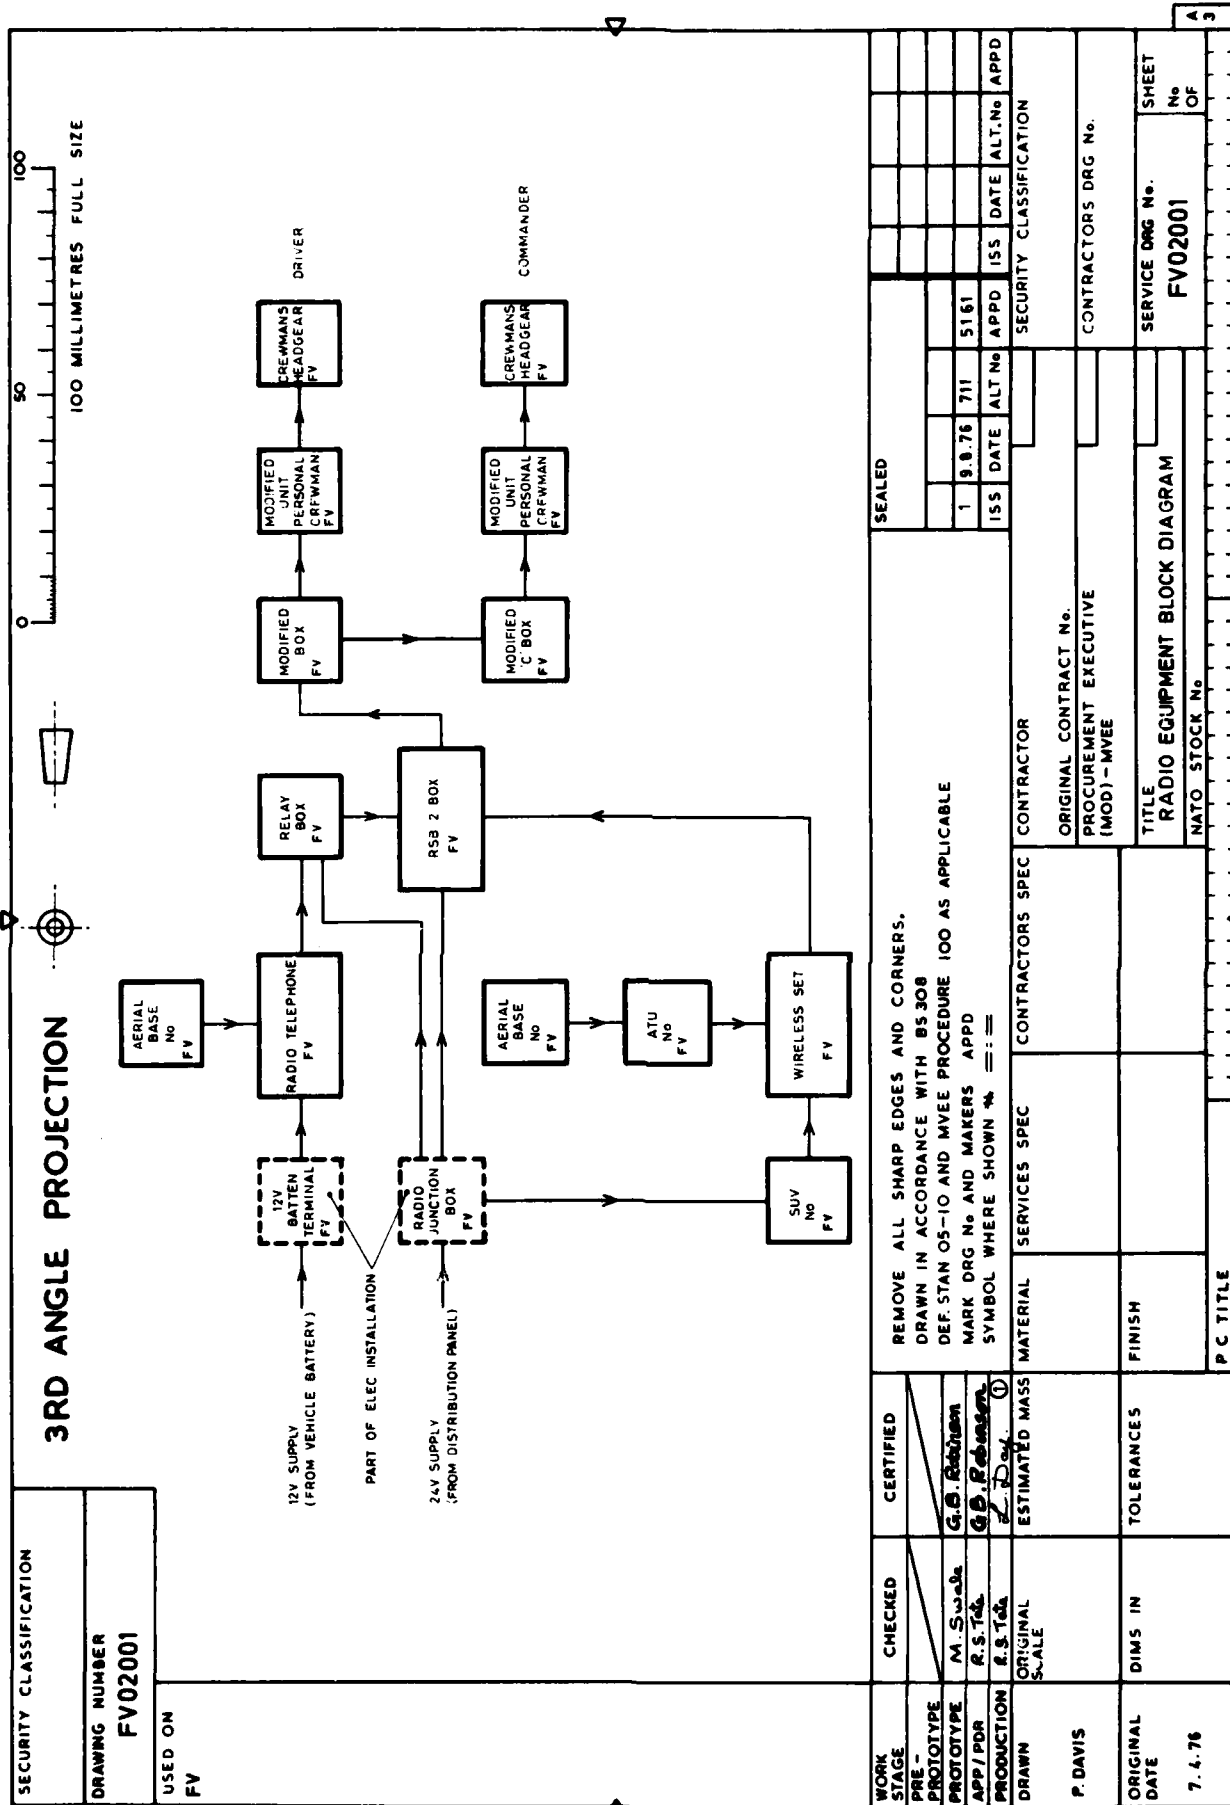 SECURITY CLASSIFICATION
DRAWING NUMBER
FV02001
USED ON
FV
3RD ANGLE PROJECTION
0
50
100
100 MILLIMETRES FULL SIZE
AERIAL
BASE
No
FV
12V SUPPLY
(FROM VEHICLE BATTERY)
12V
BATTEN
TERMINAL
FV
RADIO TELEPHONE
FV
RELAY
BOX
FV
MODIFIED
BOX
FV
MODIFIED
UNIT
PERSONAL
CREWMAN
FV
CREWMANS
HEADGEAR
FV
DRIVER
PART OF ELEC INSTALLATION
24V SUPPLY
(FROM DISTRIBUTION PANEL)
RADIO
JUNCTION
BOX
FV
RSB 2 BOX
FV
AERIAL
BASE
No
FV
MODIFIED
'C' BOX
FV
MODIFIED
UNIT
PERSONAL
CREWMAN
FV
CREWMANS
HEADGEAR
FV
COMMANDER
ATU
No
FV
SUV
No
FV
WIRELESS SET
FV
WORK
STAGE
CHECKED
CERTIFIED
PRE-
PROTOTYPE
PROTOTYPE
M. Swale
G.B. Robinson
APP/PDR
R.S. Tate
G.B. Robinson
PRODUCTION
R.S. Tate
L. Day
1
REMOVE ALL SHARP EDGES AND CORNERS.
DRAWN IN ACCORDANCE WITH BS 308
DEF. STAN 05-10 AND MVEE PROCEDURE 100 AS APPLICABLE
MARK DRG No AND MAKERS APPD
SYMBOL WHERE SHOWN
SEALED
1 9.8.76 711 5161
ISS DATE ALT No APPD
ISS DATE ALT.No APPD
DRAWN
P. DAVIS
ORIGINAL
SCALE
ESTIMATED MASS
MATERIAL
SERVICES SPEC
CONTRACTORS SPEC
CONTRACTOR
SECURITY CLASSIFICATION
ORIGINAL CONTRACT No.
PROCUREMENT EXECUTIVE
(MOD) - MVEE
CONTRACTORS DRG No.
ORIGINAL
DATE
7.4.76
DIMS IN
TOLERANCES
FINISH
TITLE
RADIO EQUIPMENT BLOCK DIAGRAM
NATO STOCK No
SERVICE DRG No.
FV02001
SHEET
No
OF
P C TITLE
A
3